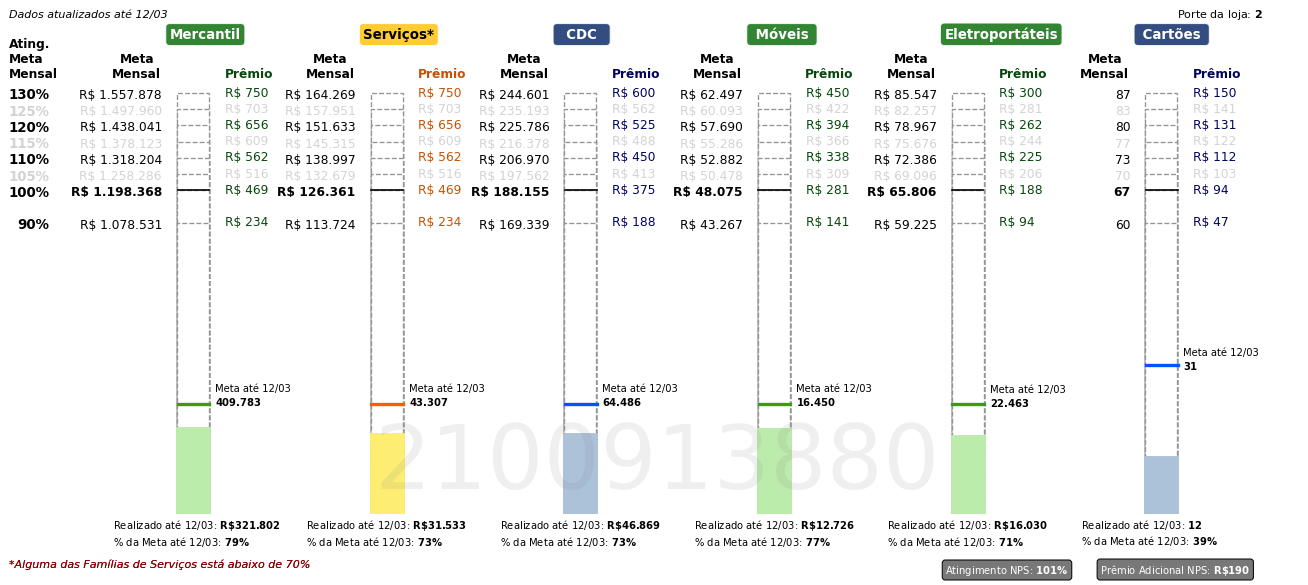 Dados atualizados até 12/03
Porte da loja: 2
Mercantil
Serviços*
CDC
Móveis
Eletroportáteis
Cartões
Ating. Meta Mensal
Meta Mensal Prêmio Meta Mensal Prêmio Meta Mensal Prêmio Meta Mensal Prêmio Meta Mensal Prêmio Meta Mensal Prêmio
130% R$ 1.557.878 R$ 750 R$ 164.269 R$ 750 R$ 244.601 R$ 600 R$ 62.497 R$ 450 R$ 85.547 R$ 300 87 R$ 150
125% R$ 1.497.960 R$ 703 R$ 157.951 R$ 703 R$ 235.193 R$ 562 R$ 60.093 R$ 422 R$ 82.257 R$ 281 83 R$ 141
120% R$ 1.438.041 R$ 656 R$ 151.633 R$ 656 R$ 225.786 R$ 525 R$ 57.690 R$ 394 R$ 78.967 R$ 262 80 R$ 131
115% R$ 1.378.123 R$ 609 R$ 145.315 R$ 609 R$ 216.378 R$ 488 R$ 55.286 R$ 366 R$ 75.676 R$ 244 77 R$ 122
110% R$ 1.318.204 R$ 562 R$ 138.997 R$ 562 R$ 206.970 R$ 450 R$ 52.882 R$ 338 R$ 72.386 R$ 225 73 R$ 112
105% R$ 1.258.286 R$ 516 R$ 132.679 R$ 516 R$ 197.562 R$ 413 R$ 50.478 R$ 309 R$ 69.096 R$ 206 70 R$ 103
100% R$ 1.198.368 R$ 469 R$ 126.361 R$ 469 R$ 188.155 R$ 375 R$ 48.075 R$ 281 R$ 65.806 R$ 188 67 R$ 94
90% R$ 1.078.531 R$ 234 R$ 113.724 R$ 234 R$ 169.339 R$ 188 R$ 43.267 R$ 141 R$ 59.225 R$ 94 60 R$ 47
Meta até 12/03
31
Meta até 12/03 Meta até 12/03 Meta até 12/03 Meta até 12/03 Meta até 12/03
409.783 43.307 64.486 16.450 22.463
2100913880
Realizado até 12/03: R$321.802 Realizado até 12/03: R$31.533 Realizado até 12/03: R$46.869 Realizado até 12/03: R$12.726 Realizado até 12/03: R$16.030 Realizado até 12/03: 12
% da Meta até 12/03: 79% % da Meta até 12/03: 73% % da Meta até 12/03: 73% % da Meta até 12/03: 77% % da Meta até 12/03: 71% % da Meta até 12/03: 39%
*Alguma das Famílias de Serviços está abaixo de 70%
Atingimento NPS: 101%
Prêmio Adicional NPS: R$190